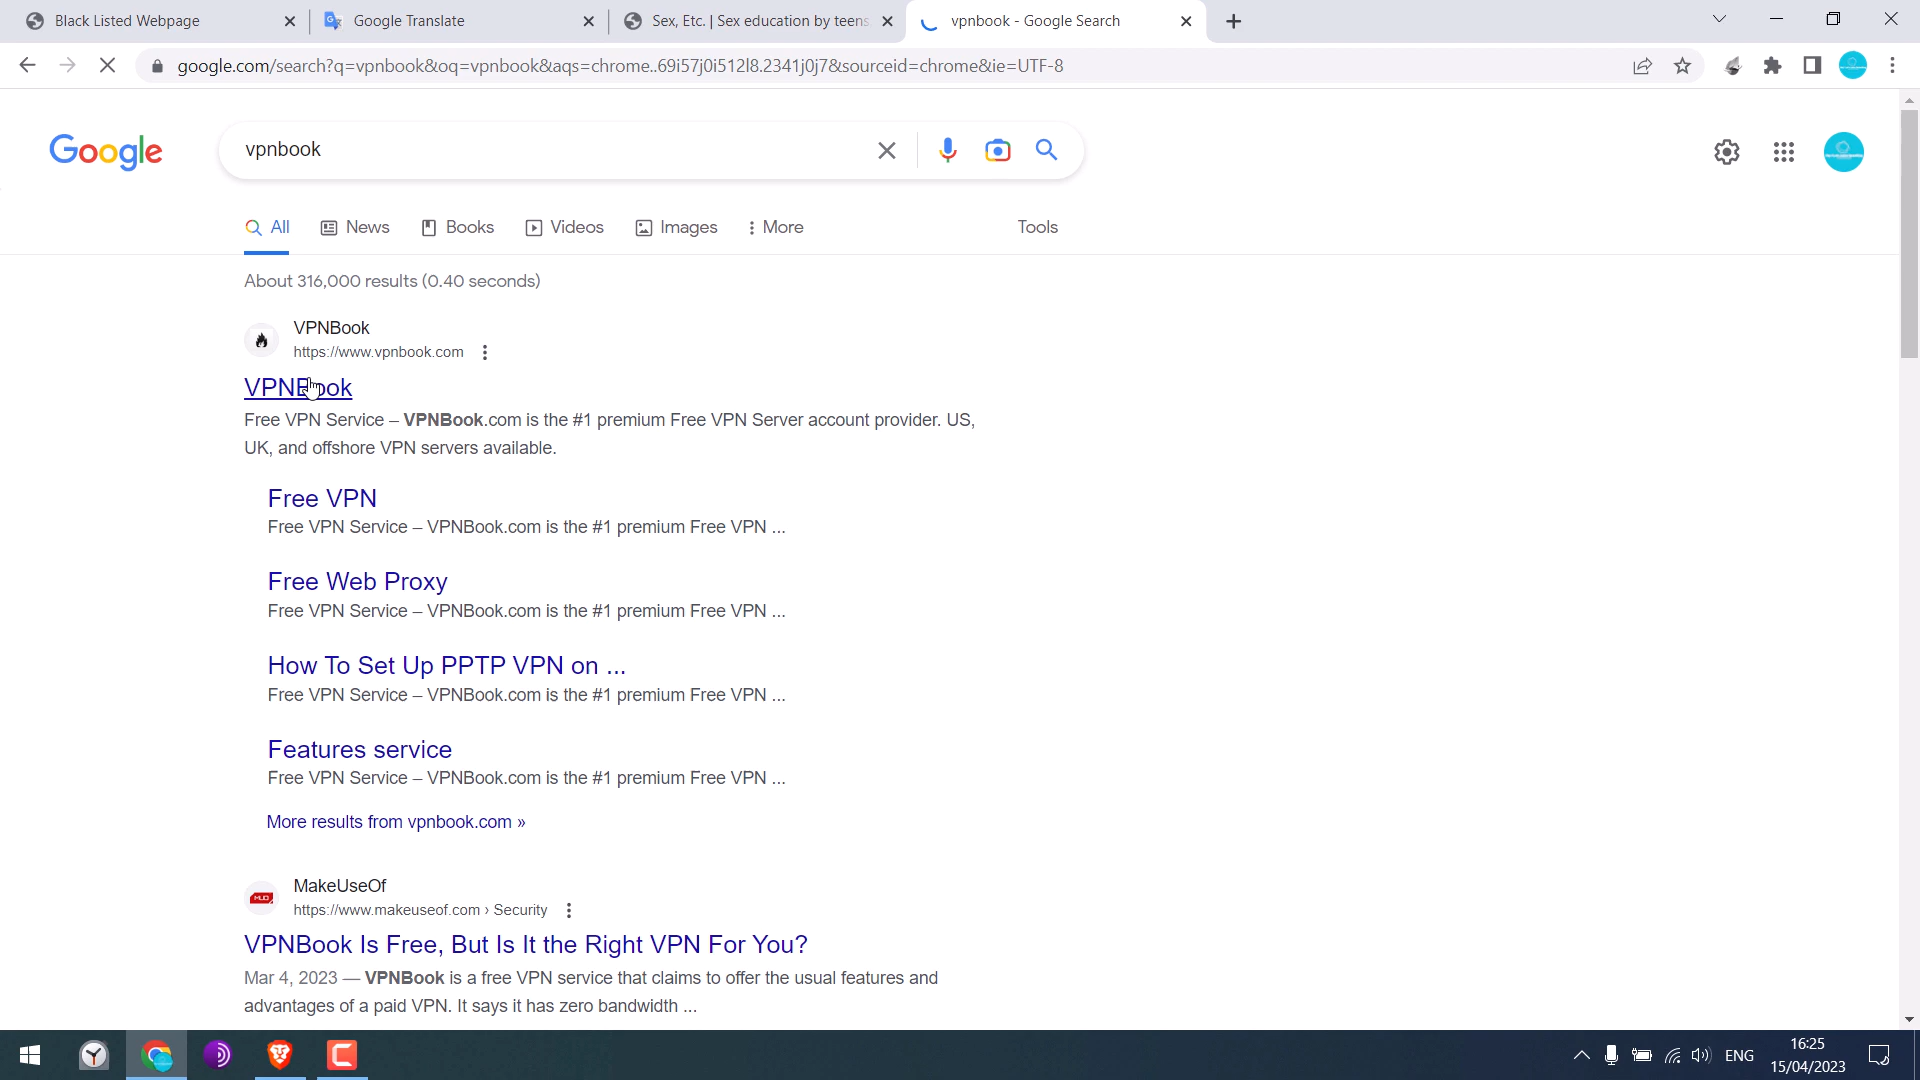 Black Listed Webpage
Google Translate
Sex, Etc. | Sex education by teens
vpnbook - Google Search
google.com/search?q=vpnbook&oq=vpnbook&aqs=chrome..69i57j0i512l8.2341j0j7&sourceid=chrome&ie=UTF-8
Google
vpnbook
All
News
Books
Videos
Images
More
Tools
About 316,000 results (0.40 seconds)
VPNBook
https://www.vpnbook.com
VPNBook
Free VPN Service – VPNBook.com is the #1 premium Free VPN Server account provider. US,
UK, and offshore VPN servers available.
Free VPN
Free VPN Service – VPNBook.com is the #1 premium Free VPN ...
Free Web Proxy
Free VPN Service – VPNBook.com is the #1 premium Free VPN ...
How To Set Up PPTP VPN on ...
Free VPN Service – VPNBook.com is the #1 premium Free VPN ...
Features service
Free VPN Service – VPNBook.com is the #1 premium Free VPN ...
More results from vpnbook.com »
MUO
MakeUseOf
https://www.makeuseof.com › Security
VPNBook Is Free, But Is It the Right VPN For You?
Mar 4, 2023 — VPNBook is a free VPN service that claims to offer the usual features and
advantages of a paid VPN. It says it has zero bandwidth ...
ENG
16:25
15/04/2023